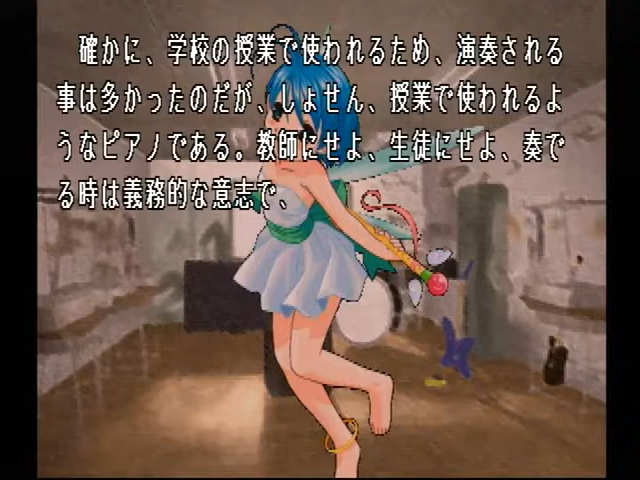 確かに、学校の授業で使われるため、演奏される
事は多かったのだが、しょせん、授業で使われるよ
うなピアノである。教師にせよ、生徒にせよ、奏で
る時は義務的な意志で、